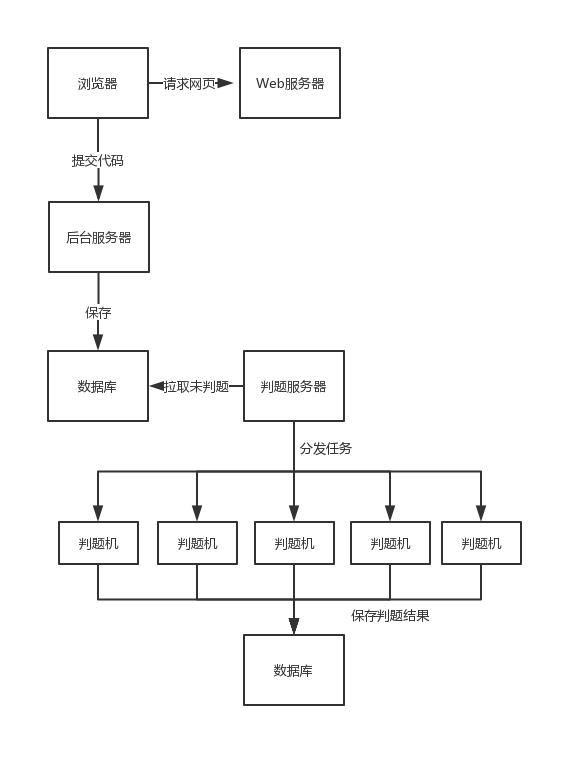 浏览器
请求网页
Web服务器
提交代码
后台服务器
保存
数据库
拉取未判题
判题服务器
分发任务
判题机
判题机
判题机
判题机
判题机
保存判题结果
数据库